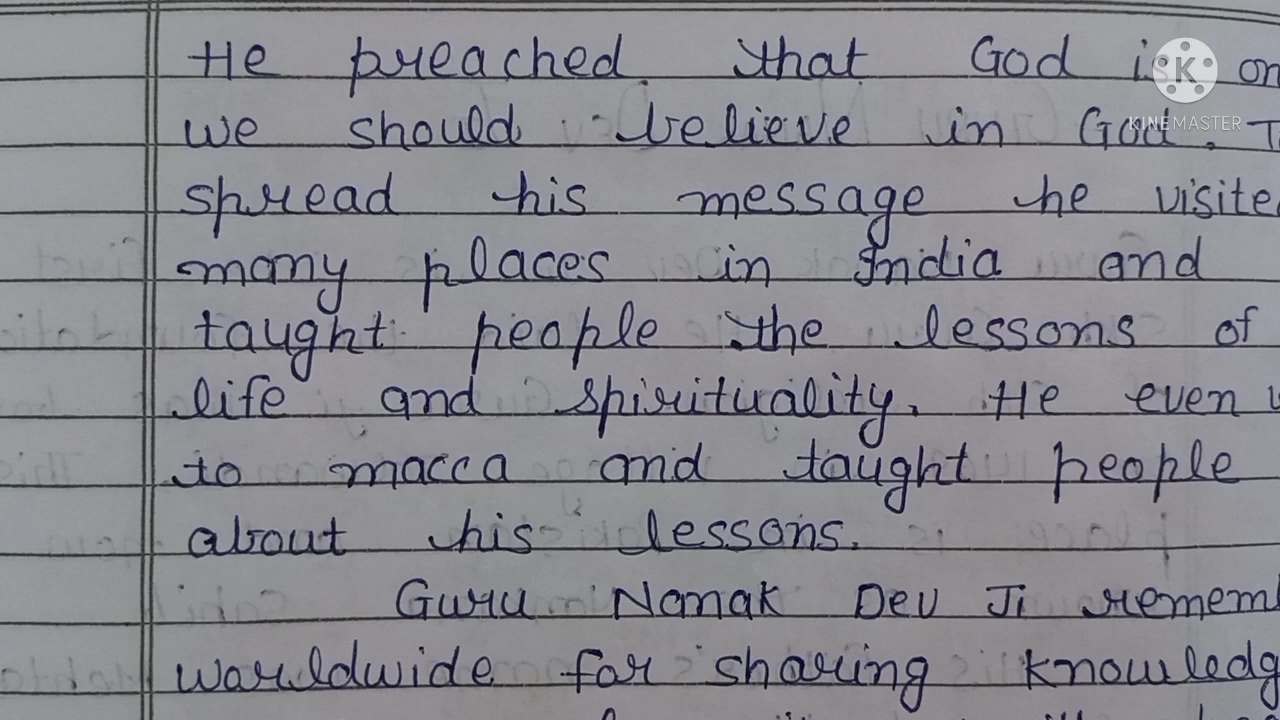 He preached that God is on
we should believe in God. T
spread his message he visite
many places in India and
taught people the lessons of
life and spirituality. He even
to macca and taught people
about his lessons.
Guru Nanak Dev Ji remem
worldwide for sharing knowledg
K
KINEMASTER